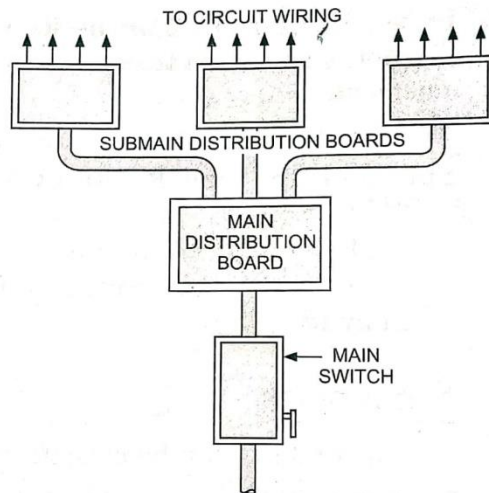 TO CIRCUIT WIRING
SUBMAIN DISTRIBUTION BOARDS
MAIN
DISTRIBUTION
BOARD
MAIN
SWITCH